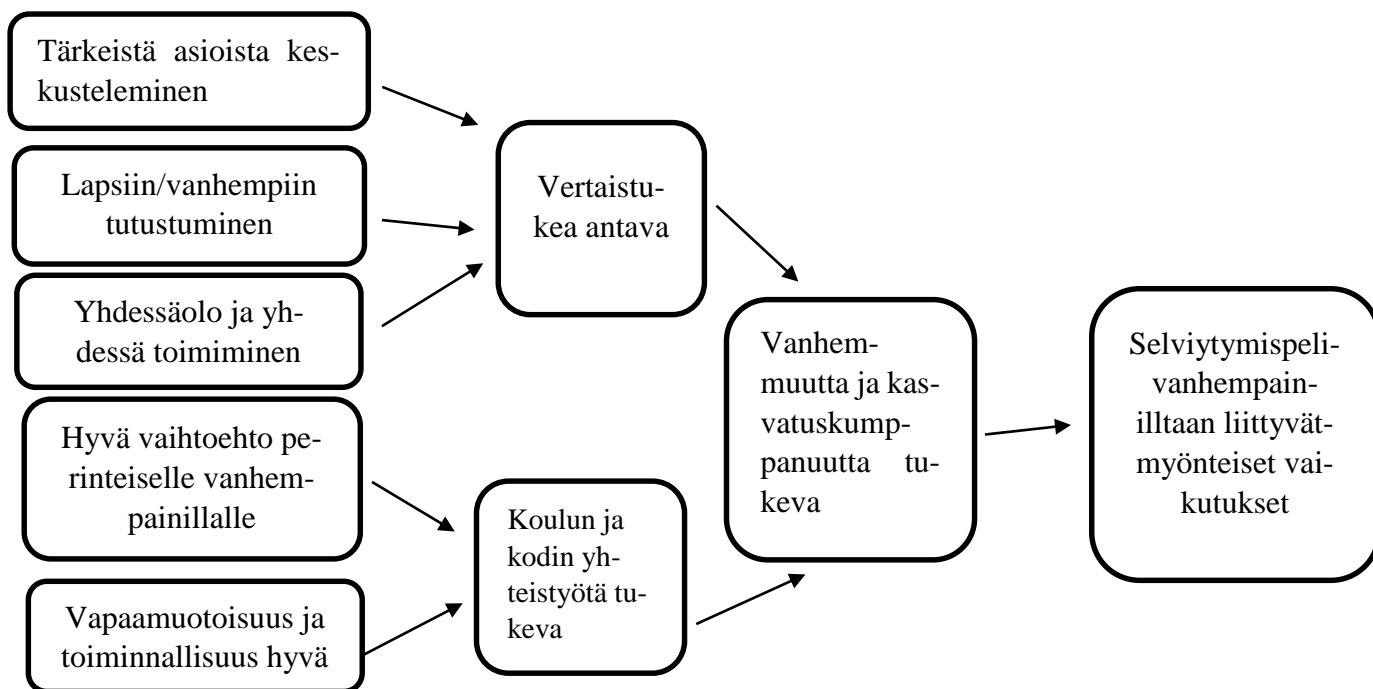 Tärkeistä asioista kes-
kusteleminen
Lapsiin/vanhempiin
tutustuminen
Yhdessäolo ja yh-
dessä toimiminen
Hyvä vaihtoehto pe-
rinteiselle vanhem-
painillalle
Vapaamuotoisuus ja
toiminnallisuus hyvä
Vertaistu-
kea antava
Koulun ja
kodin yh-
teistyötä tu-
keva
Vanhem-
muutta ja kas-
vatuskump-
panuutta tu-
keva
Selviytymispeli-
vanhempain-
illtaan liittyvät-
myönteiset vai-
kutukset